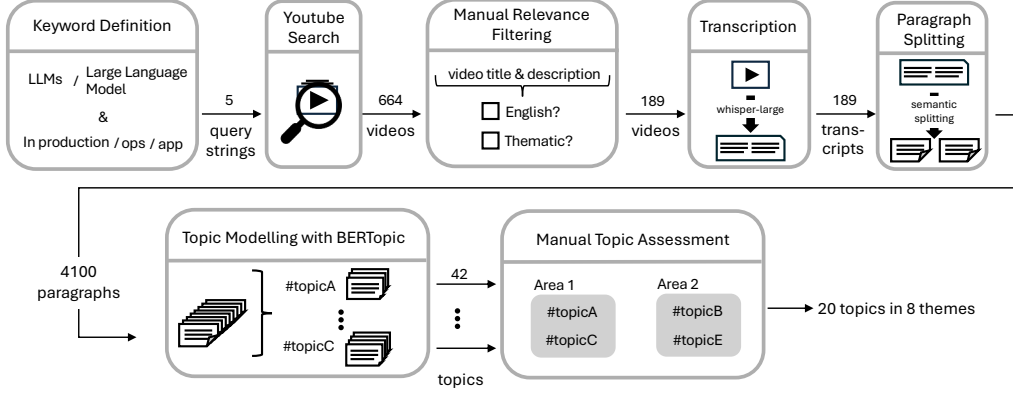 Keyword Definition
LLMs / Large Language
Model
&
In production / ops / app
5
query
strings
Youtube
Search
664
videos
Manual Relevance
Filtering
video title & description
English?
Thematic?
189
videos
Transcription
whisper-large
189
trans-
cripts
Paragraph
Splitting
semantic
splitting
4100
paragraphs
Topic Modelling with BERTopic
#topicA
#topicC
42
topics
Manual Topic Assessment
Area 1
#topicA
#topicC
Area 2
#topicB
#topicE
20 topics in 8 themes